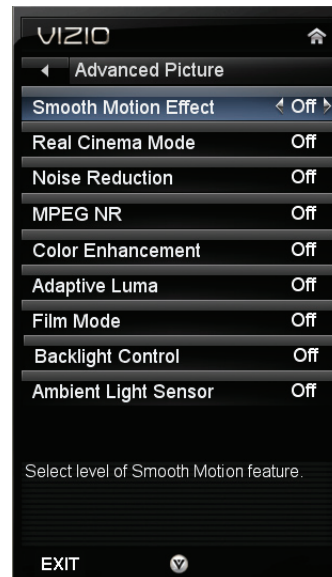 VIZIO
Advanced Picture
Smooth Motion Effect Off
Real Cinema Mode Off
Noise Reduction Off
MPEG NR Off
Color Enhancement Off
Adaptive Luma Off
Film Mode Off
Backlight Control Off
Ambient Light Sensor Off
Select level of Smooth Motion feature.
EXIT